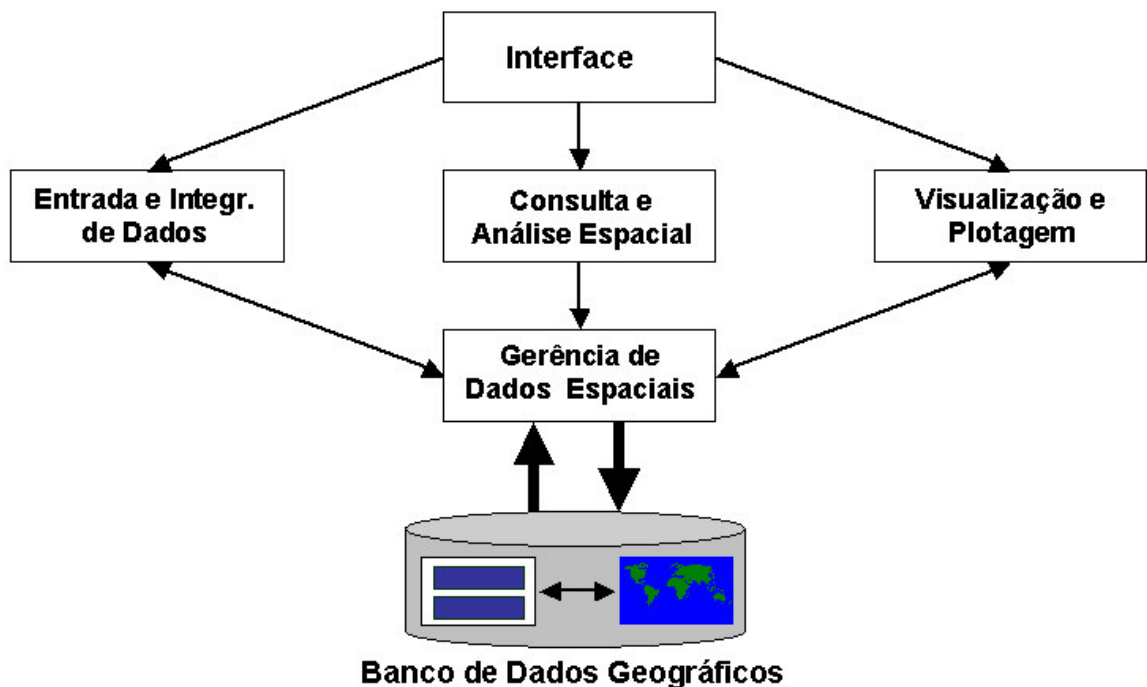 Interface
Entrada e Integr.
de Dados
Consulta e
Análise Espacial
Visualização e
Plotagem
Gerência de
Dados Espaciais
Banco de Dados Geográficos